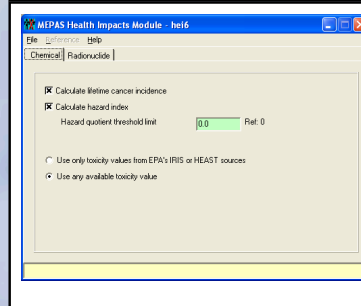 MEPAS Health Impacts Module - hei6
File Reference Help
Chemical Radionuclide
Calculate lifetime cancer incidence
Calculate hazard index
Hazard quotient threshold limit 0.0 Ref: 0
Use only toxicity values from EPA's IRIS or HEAST sources
Use any available toxicity value